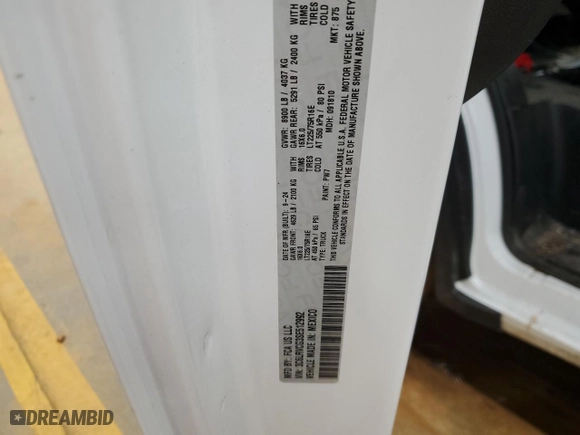 MFD BY: FCA US LLC
DATE OF MFR (BUILT): 9-24
GVWR: 8900 LB / 4037 KG
GAWR FRONT: 4629 LB / 2100 KG
WITH
16X6.0
RIMS
LT225/75R16E
TIRES
AT 450 kPa / 65 PSI
COLD
GAWR REAR: 5291 LB / 2400 KG
WITH
16X6.0
RIMS
LT225/75R16E
TIRES
AT 550 kPa / 80 PSI
COLD
TYPE: TRUCK
PAINT: PW7
MDH: 091810
MKT: 875
THIS VEHICLE CONFORMS TO ALL APPLICABLE U.S.A. FEDERAL MOTOR VEHICLE SAFETY
STANDARDS IN EFFECT ON THE DATE OF MANUFACTURE SHOWN ABOVE.
VEHICLE MADE IN: MEXICO
DREAMBID